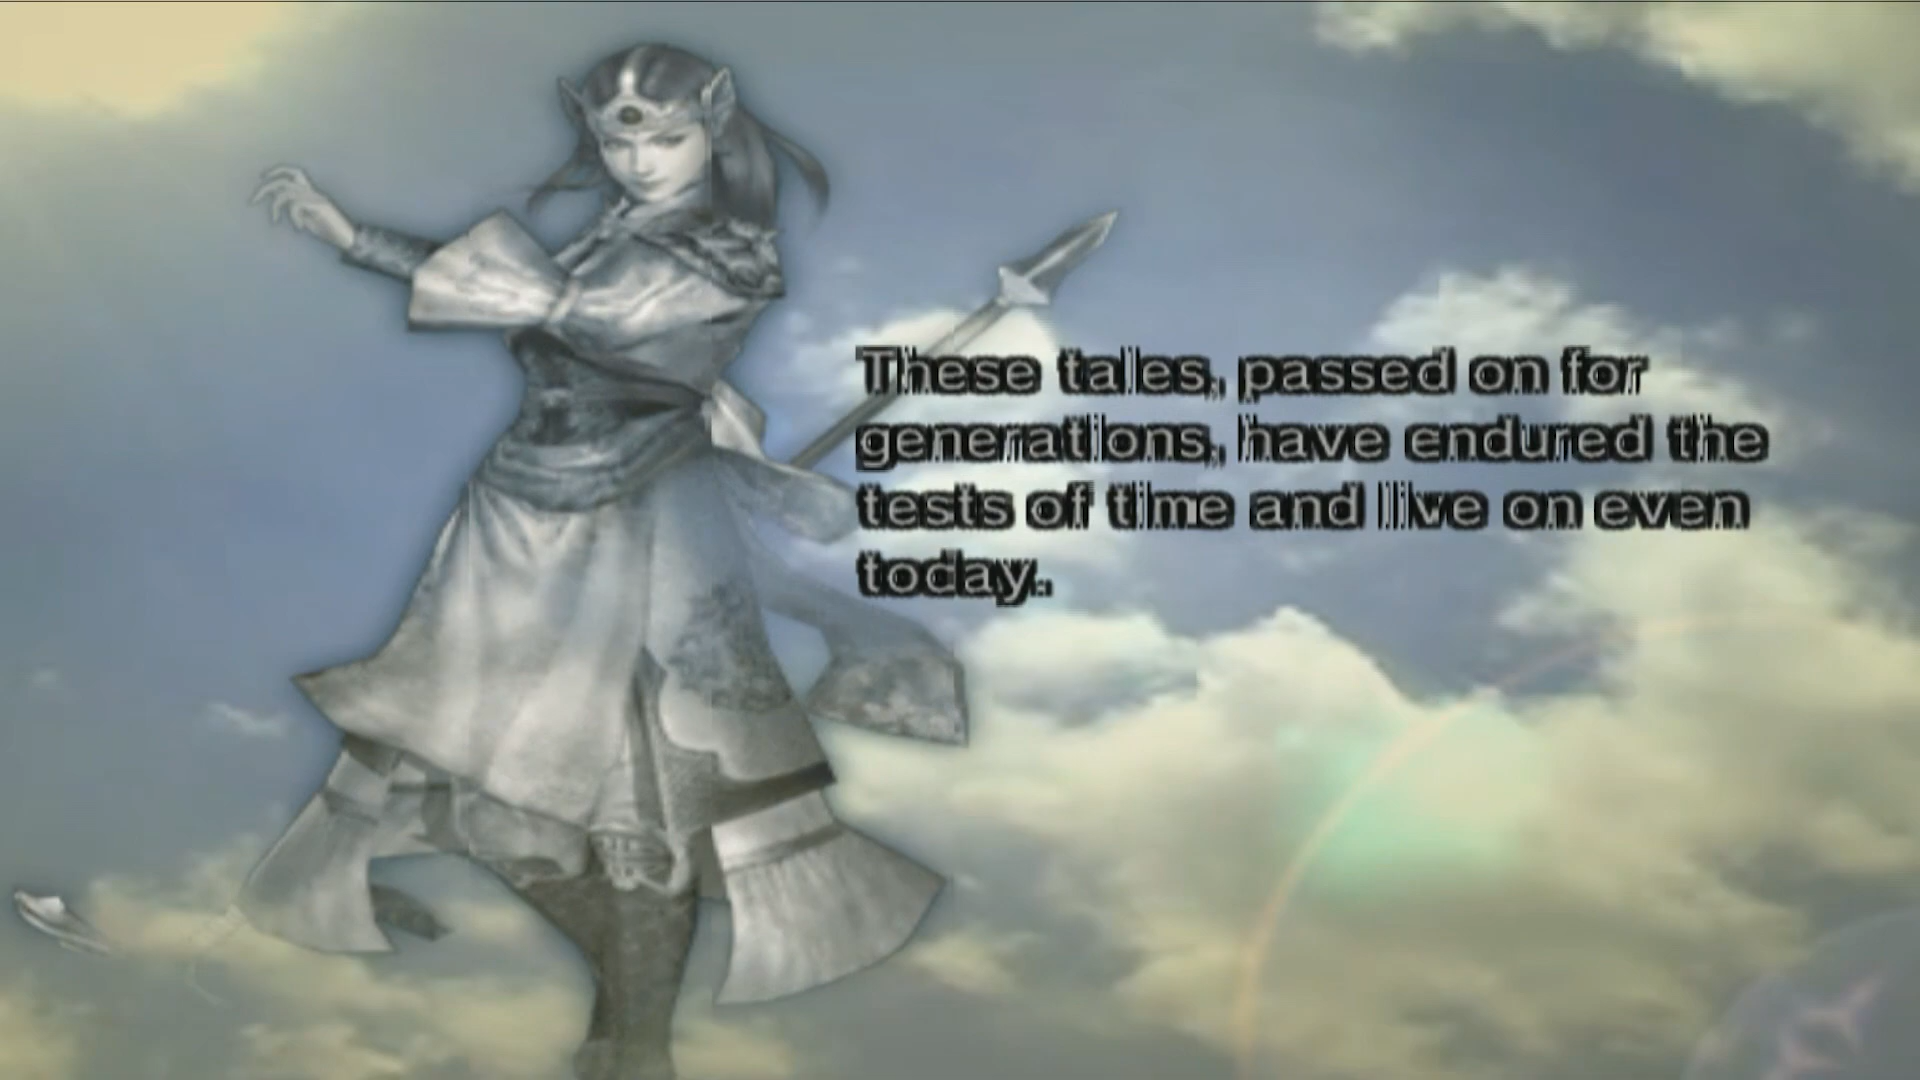 These tales, passed on for
generations, have endured the
tests of time and live on even
today.